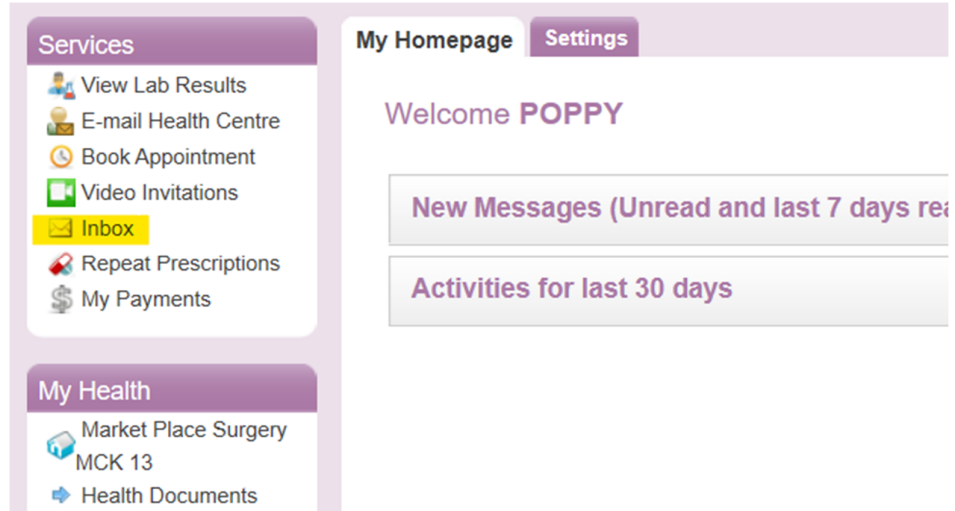 Services
View Lab Results
E-mail Health Centre
Book Appointment
Video Invitations
Inbox
Repeat Prescriptions
My Payments
My Health
Market Place Surgery
MCK 13
Health Documents
My Homepage
Settings
Welcome POPPY
New Messages (Unread and last 7 days rea
Activities for last 30 days